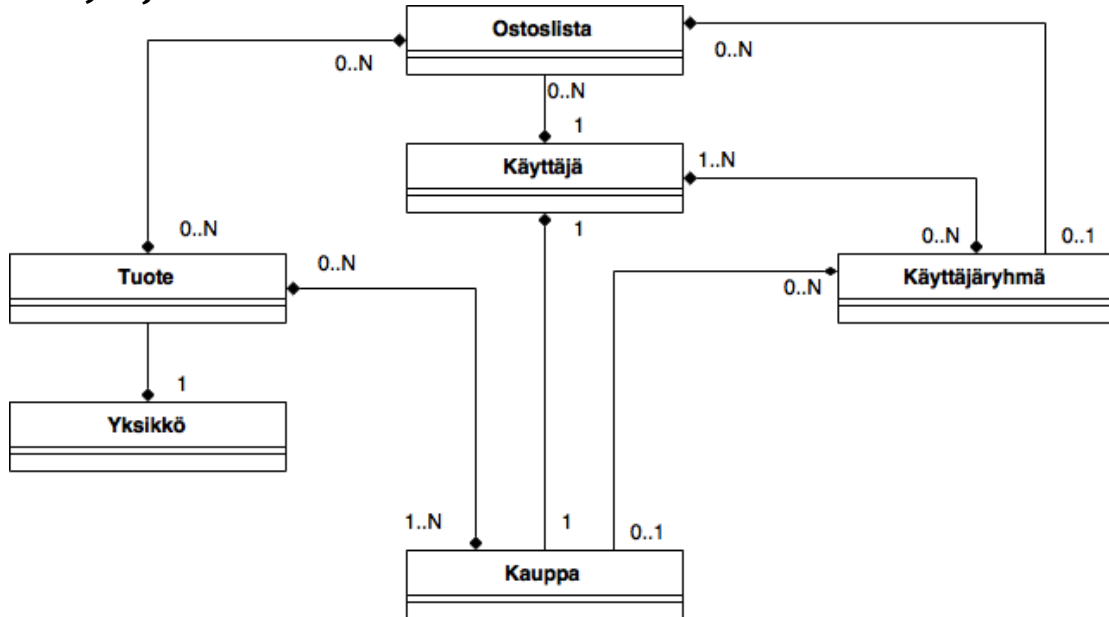 Ostoslista
0..N
0..N
0..N
1
Käyttäjä
1..N
1
0..N
0..N
0..1
Tuote
0..N
0..N
Käyttäjäryhmä
1
Yksikkö
1..N
1
0..1
Kauppa